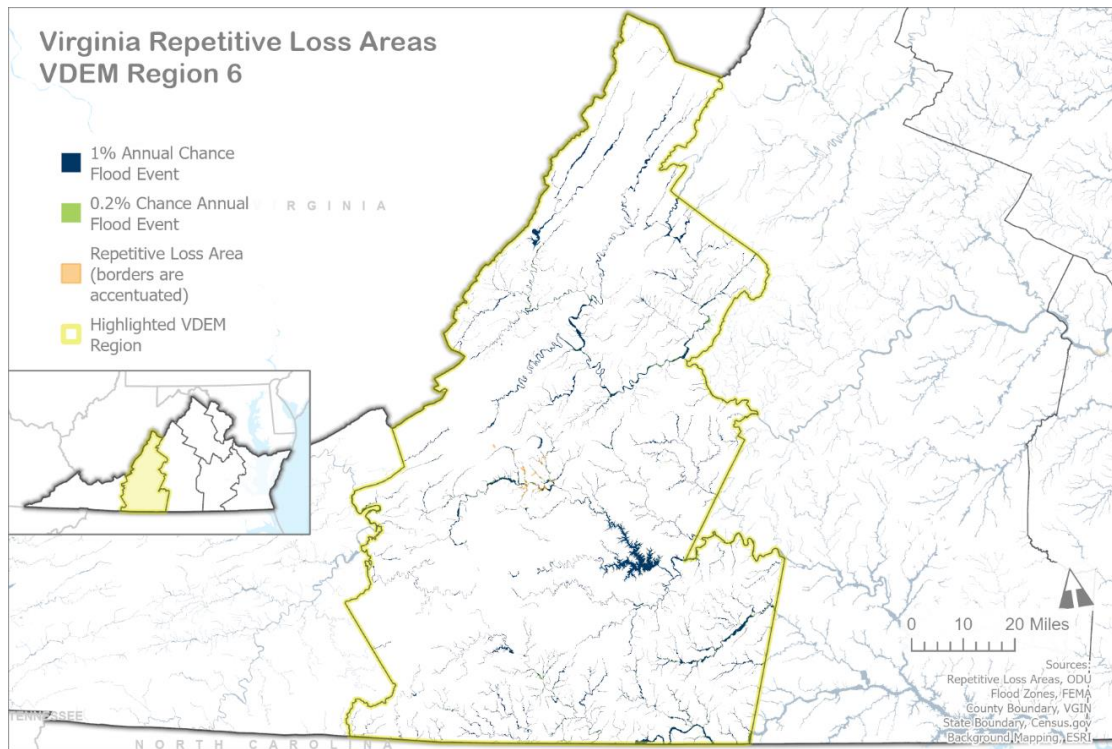 Virginia Repetitive Loss Areas
VDEM Region 6
1% Annual Chance
Flood Event
0.2% Chance Annual
Flood Event
VIRGINIA
Repetitive Loss Area
(borders are
accentuated)
Highlighted VDEM
Region
0 10 20 Miles
Sources:
Repetitive Loss Areas, ODU
Flood Zones, FEMA
County Boundary, VGIN
State Boundary, Census.gov
Background Mapping, ESRI
TENNESSEE
NORTH CAROLINA